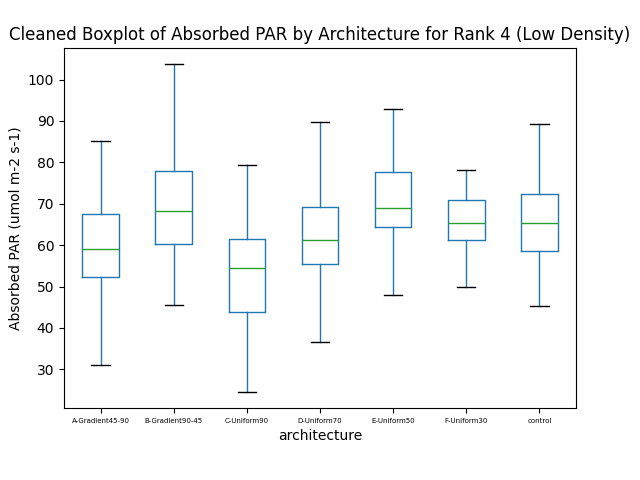 Cleaned Boxplot of Absorbed PAR by Architecture for Rank 4 (Low Density)
Absorbed PAR (umol m-2 s-1)
100
90
80
70
60
50
40
30
A-Gradient45-90 B-Gradient90-45 C-Uniform90 D-Uniform70 E-Uniform50 F-Uniform30 control
architecture